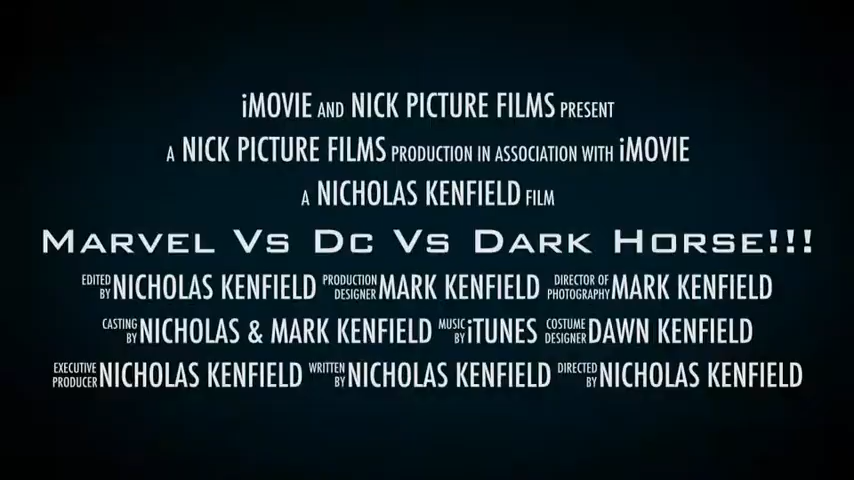 iMOVIE AND NICK PICTURE FILMS PRESENT
A NICK PICTURE FILMS PRODUCTION IN ASSOCIATION WITH iMOVIE
A NICHOLAS KENFIELD FILM
MARVEL VS DC VS DARK HORSE!!!
EDITED BY NICHOLAS KENFIELD PRODUCTION DESIGNER MARK KENFIELD DIRECTOR OF PHOTOGRAPHY MARK KENFIELD
CASTING BY NICHOLAS & MARK KENFIELD MUSIC BY iTUNES COSTUME DESIGNER DAWN KENFIELD
EXECUTIVE PRODUCER NICHOLAS KENFIELD WRITTEN BY NICHOLAS KENFIELD DIRECTED BY NICHOLAS KENFIELD